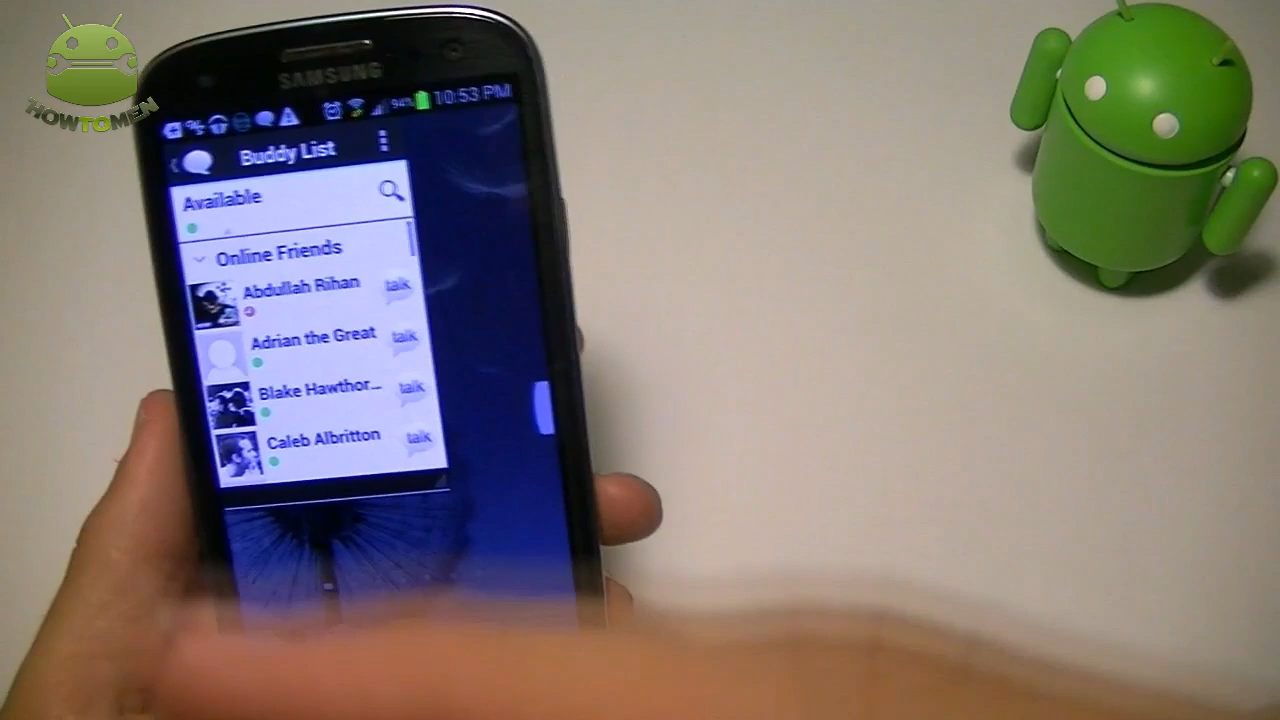 HOWTOMEN
SAMSUNG
94% 10:53 PM
Buddy List
Available
Online Friends
Abdullah Rihan talk
Adrian the Great talk
Blake Hawthor... talk
Caleb Albritton talk